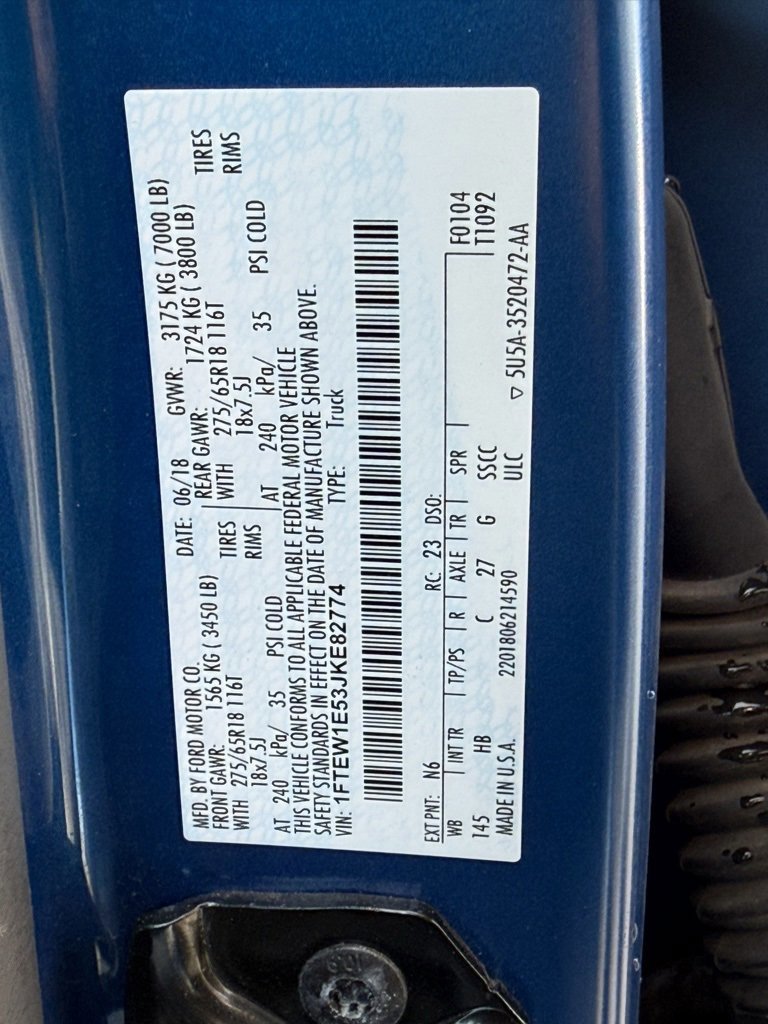 MFD. BY FORD MOTOR CO.
DATE: 06/18 GVWR: 3175 KG ( 7000 LB)
FRONT GAWR: 1565 KG ( 3450 LB)
REAR GAWR: 1724 KG ( 3800 LB)
WITH 275/65R18 116T TIRES
WITH 275/65R18 116T TIRES
18x7.5J RIMS
18x7.5J RIMS
AT 240 kPa/ 35 PSI COLD
AT 240 kPa/ 35 PSI COLD
THIS VEHICLE CONFORMS TO ALL APPLICABLE FEDERAL MOTOR VEHICLE
SAFETY STANDARDS IN EFFECT ON THE DATE OF MANUFACTURE SHOWN ABOVE.
VIN: 1FTEW1E53JKE82774 TYPE: Truck
EXT PNT: N6 RC: 23 DSO:
WB INT TR TP/PS R AXLE TR SPR F0104
145 HB C 27 G SSCC T1092
MADE IN U.S.A. 2201806214590 ULC ▽ 5U5A-3520472-AA